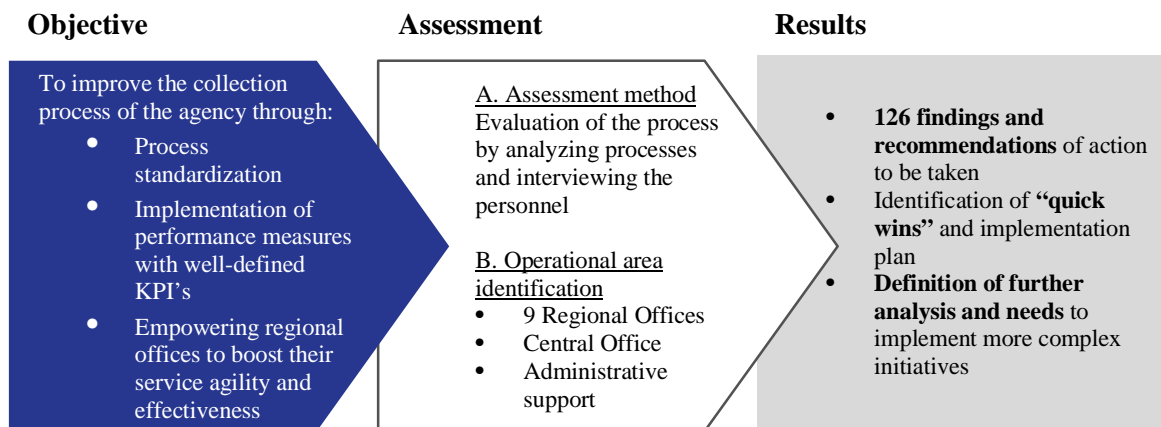 Objective
To improve the collection
process of the agency through:
• Process
standardization
• Implementation of
performance measures
with well-defined
KPI's
• Empowering regional
offices to boost their
service agility and
effectiveness
Assessment
A. Assessment method
Evaluation of the process
by analyzing processes
and interviewing the
personnel
B. Operational area
identification
• 9 Regional Offices
• Central Office
• Administrative
support
Results
• 126 findings and
recommendations of action
to be taken
• Identification of “quick
wins” and implementation
plan
• Definition of further
analysis and needs to
implement more complex
initiatives